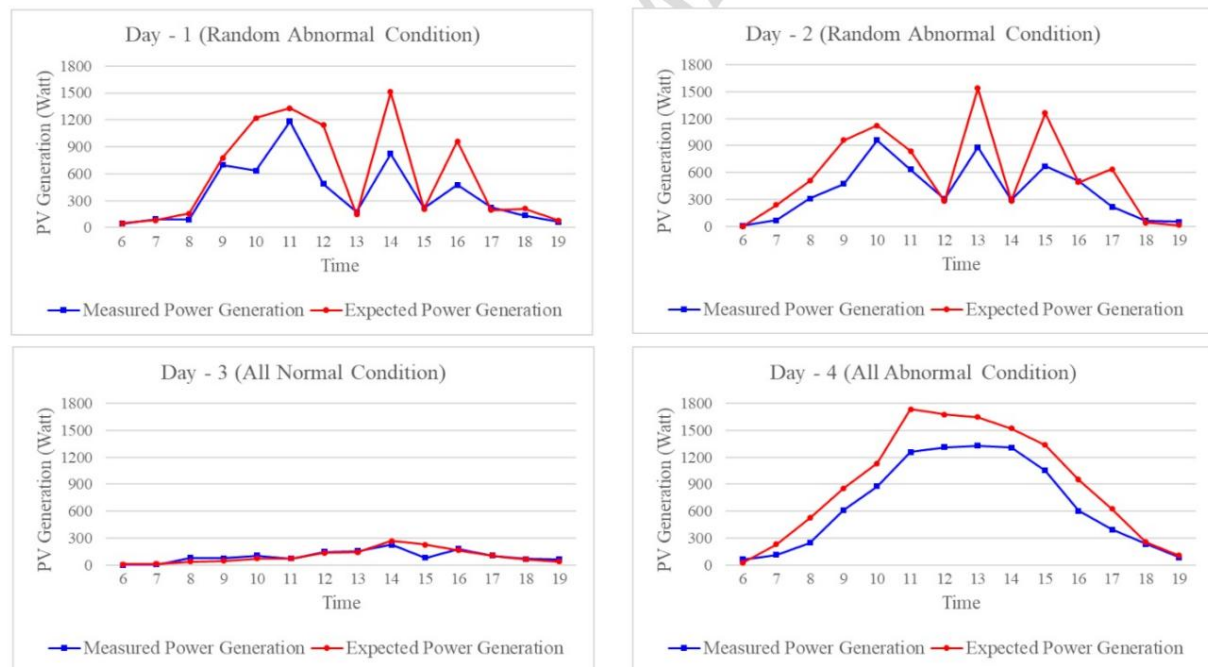 Day - 1 (Random Abnormal Condition)
PV Generation (Watt)
1800
1500
1200
900
600
300
0
6 7 8 9 10 11 12 13 14 15 16 17 18 19
Time
Measured Power Generation Expected Power Generation
Day - 2 (Random Abnormal Condition)
PV Generation (Watt)
1800
1500
1200
900
600
300
0
6 7 8 9 10 11 12 13 14 15 16 17 18 19
Time
Measured Power Generation Expected Power Generation
Day - 3 (All Normal Condition)
PV Generation (Watt)
1800
1500
1200
900
600
300
0
6 7 8 9 10 11 12 13 14 15 16 17 18 19
Time
Measured Power Generation Expected Power Generation
Day - 4 (All Abnormal Condition)
PV Generation (Watt)
1800
1500
1200
900
600
300
0
6 7 8 9 10 11 12 13 14 15 16 17 18 19
Time
Measured Power Generation Expected Power Generation